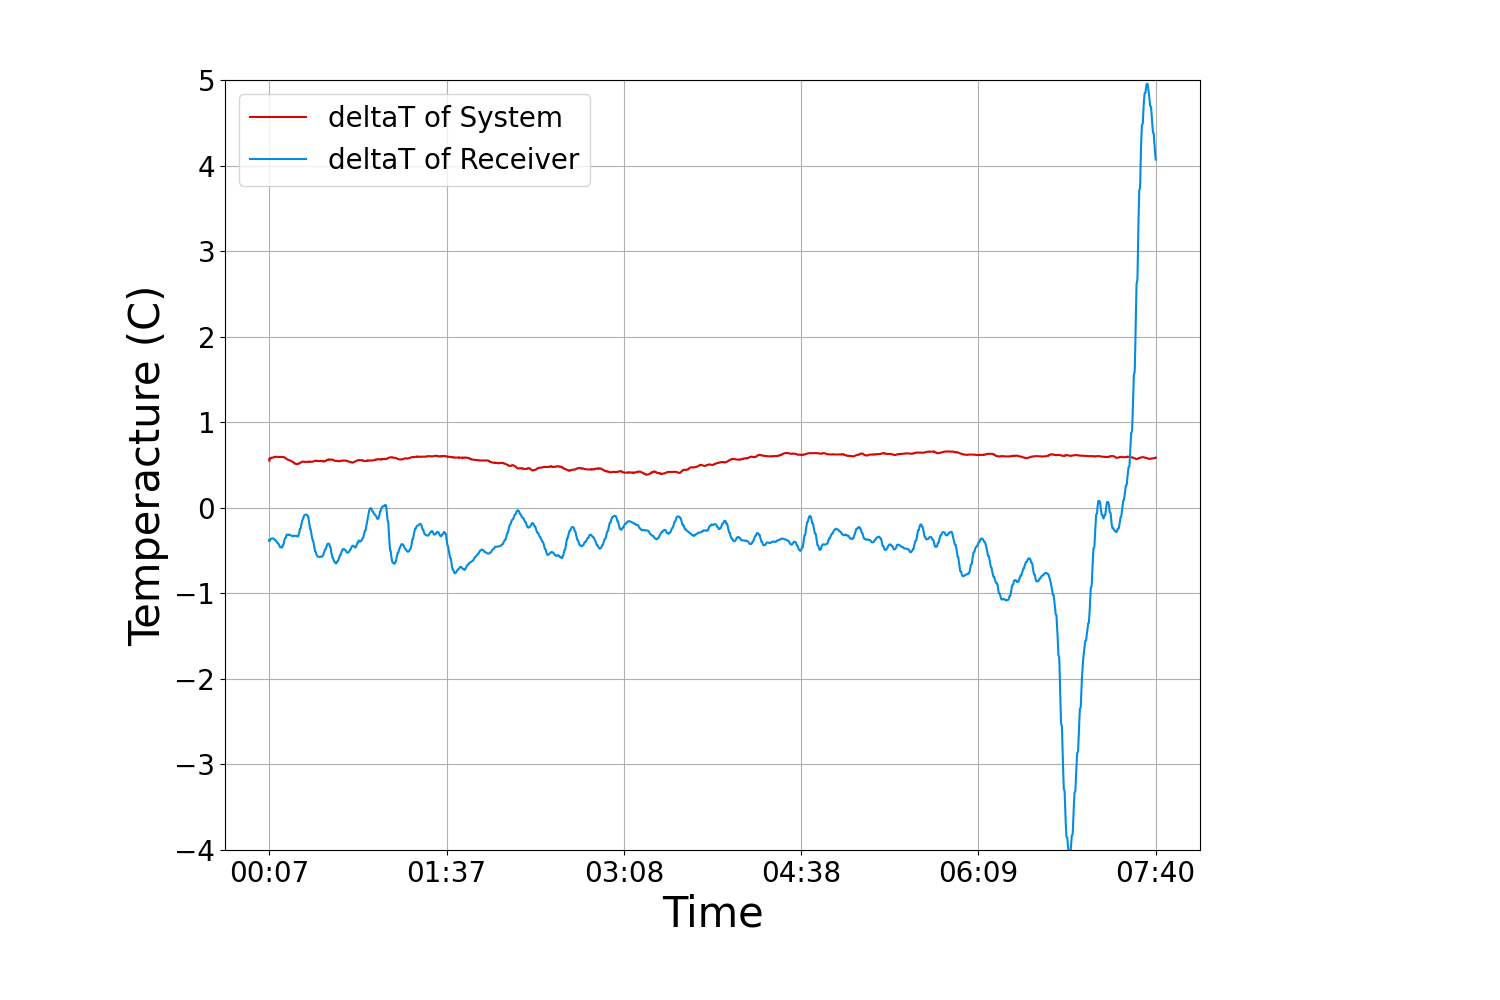 deltaT of System
deltaT of Receiver
5
4
3
2
1
0
−1
−2
−3
−4
Temperacture (C)
00:07 01:37 03:08 04:38 06:09 07:40
Time